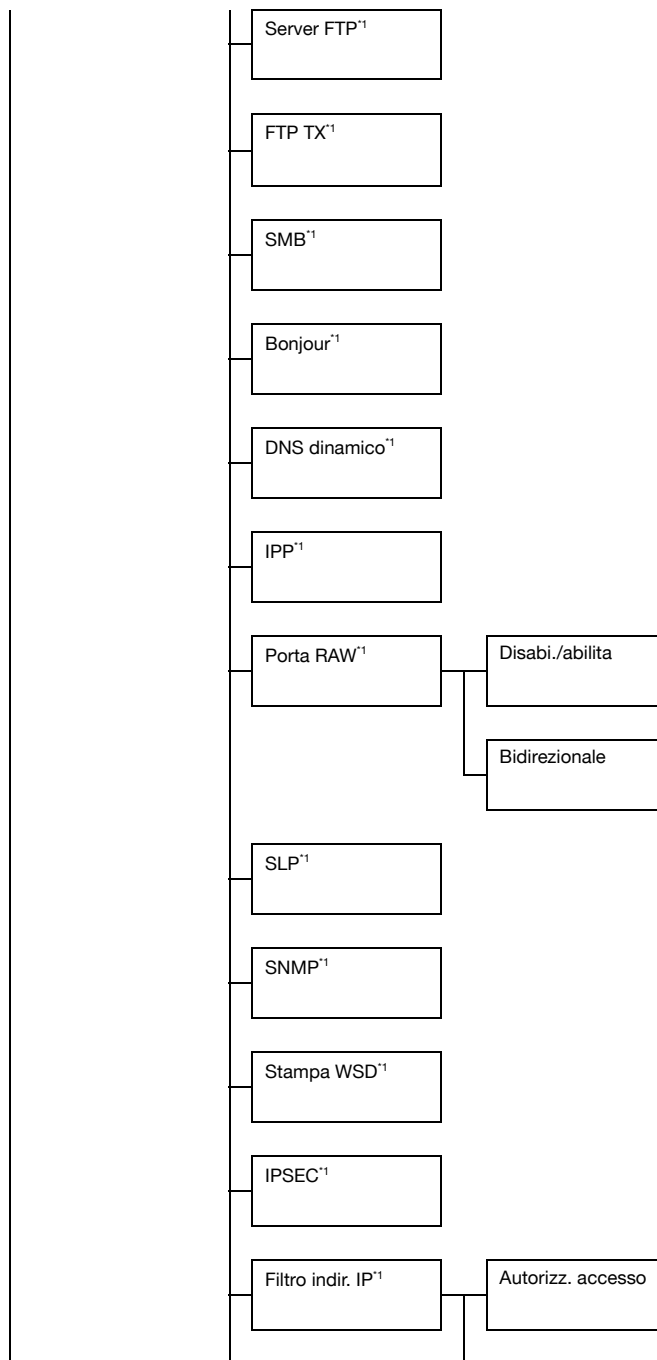 Server FTP*1
FTP TX*1
SMB*1
Bonjour*1
DNS dinamico*1
IPP*1
Porta RAW*1
Disabi./abilita
Bidirezionale
SLP*1
SNMP*1
Stampa WSD*1
IPSEC*1
Filtro indir. IP*1
Autorizz. accesso